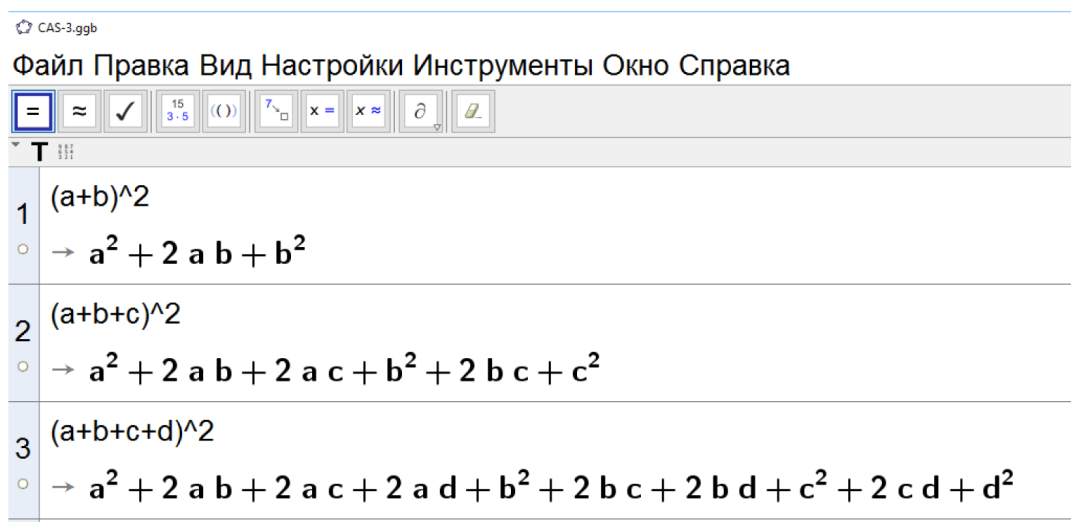 CAS-3.ggb
Файл Правка Вид Настройки Инструменты Окно Справка
= ≈ ✓ 15 3·5 (()) 7 x = x ≈ ∂
T
1 (a+b)^2
→ a² + 2 a b + b²
2 (a+b+c)^2
→ a² + 2 a b + 2 a c + b² + 2 b c + c²
3 (a+b+c+d)^2
→ a² + 2 a b + 2 a c + 2 a d + b² + 2 b c + 2 b d + c² + 2 c d + d²